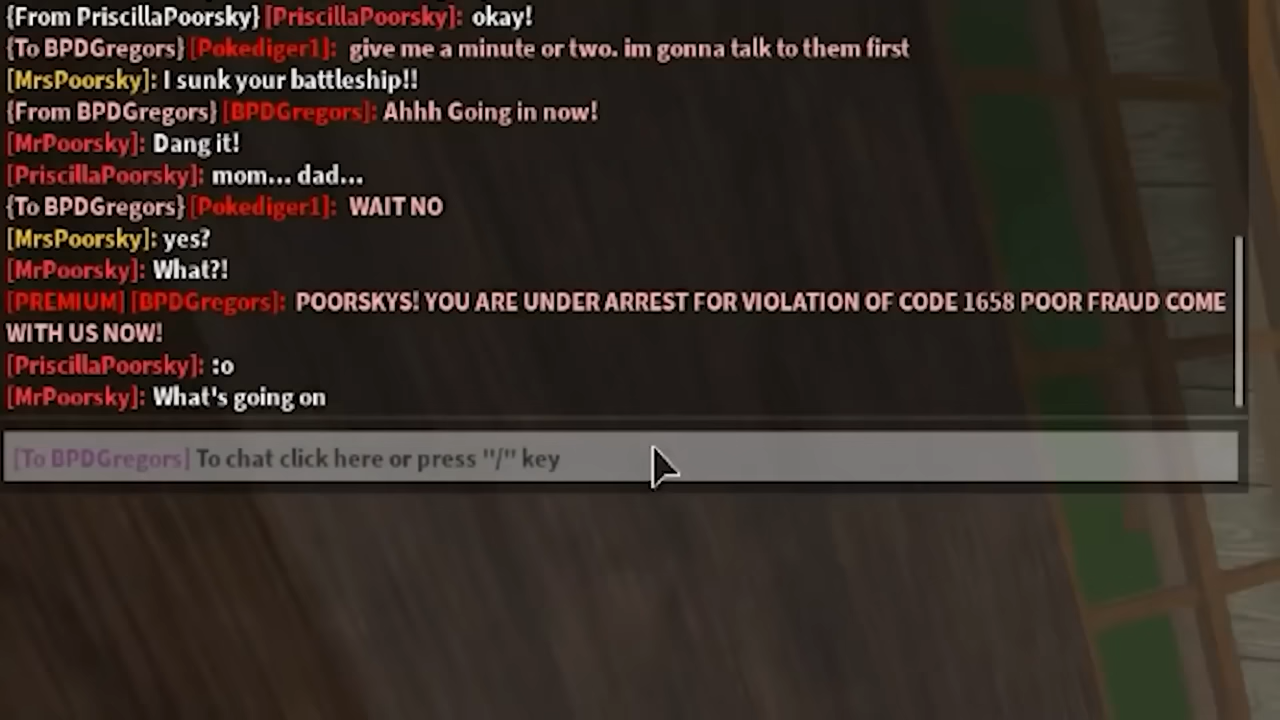 {From PriscillaPoorsky} [PriscillaPoorsky]: okay!
{To BPDGregors} [Pokediger1]: give me a minute or two. im gonna talk to them first
[MrsPoorsky]: I sunk your battleship!!
{From BPDGregors} [BPDGregors]: Ahhh Going in now!
[MrPoorsky]: Dang it!
[PriscillaPoorsky]: mom... dad...
{To BPDGregors} [Pokediger1]: WAIT NO
[MrsPoorsky]: yes?
[MrPoorsky]: What?!
[PREMIUM] [BPDGregors]: POORSKYS! YOU ARE UNDER ARREST FOR VIOLATION OF CODE 1658 POOR FRAUD COME
WITH US NOW!
[PriscillaPoorsky]: :o
[MrPoorsky]: What's going on
[To BPDGregors] To chat click here or press "/" key